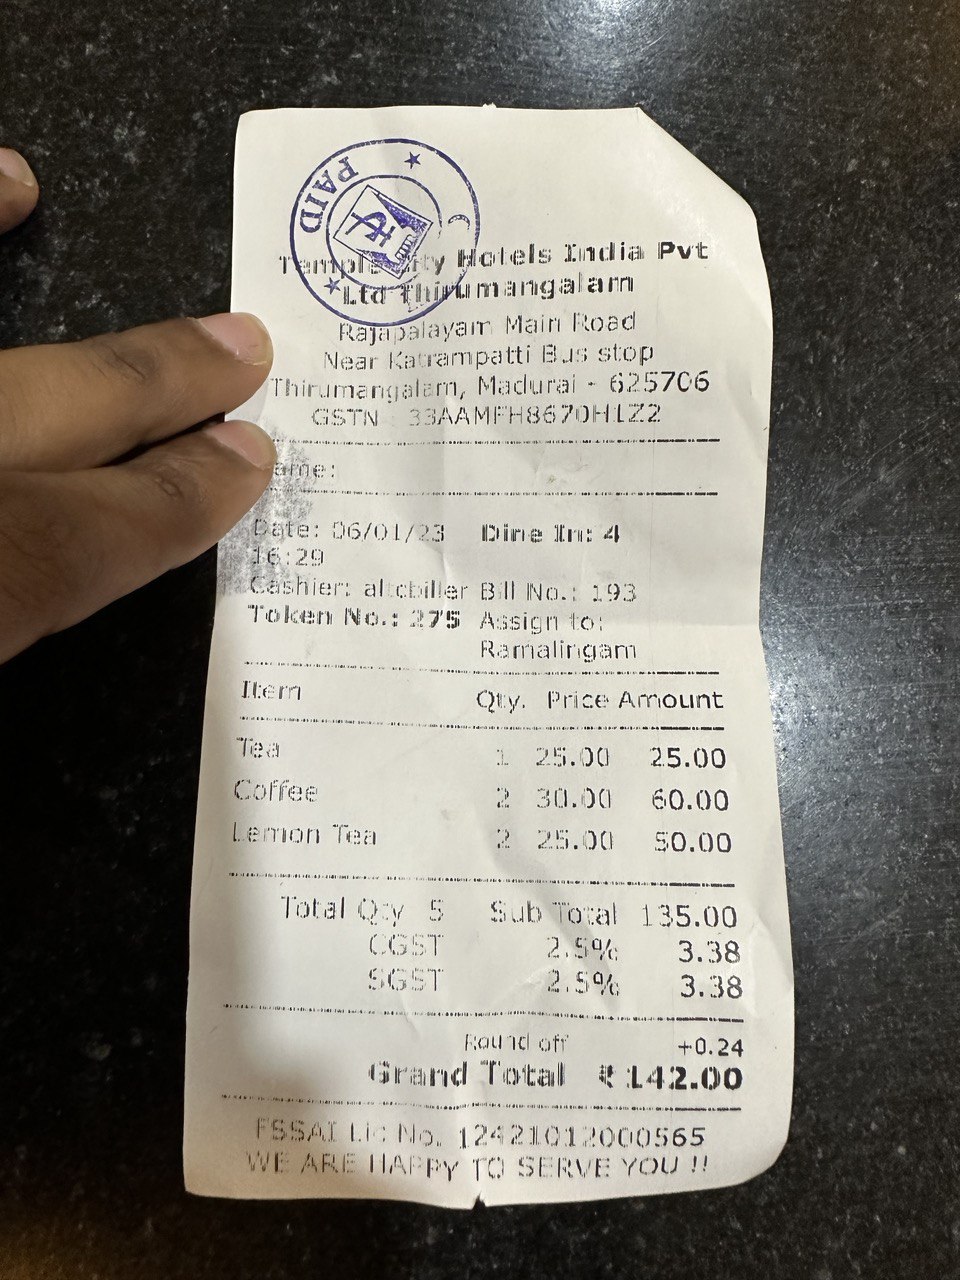 PAID
Temple City Hotels India Pvt
Ltd Thirumangalam
Rajapalayam Main Road
Near Katrampatti Bus stop
Thirumangalam, Madurai - 625706
GSTN : 33AAMFH8670H1Z2
ame:
Date: 06/01/23 Dine In: 4
16:29
Cashier: altcbiller Bill No.: 193
Token No.: 275 Assign to:
Ramalingam
Item Qty. Price Amount
Tea 1 25.00 25.00
Coffee 2 30.00 60.00
Lemon Tea 2 25.00 50.00
Total Qty 5 Sub Total 135.00
CGST 2.5% 3.38
SGST 2.5% 3.38
Round off +0.24
Grand Total ₹ 142.00
FSSAI Lic No. 12421012000565
WE ARE HAPPY TO SERVE YOU !!